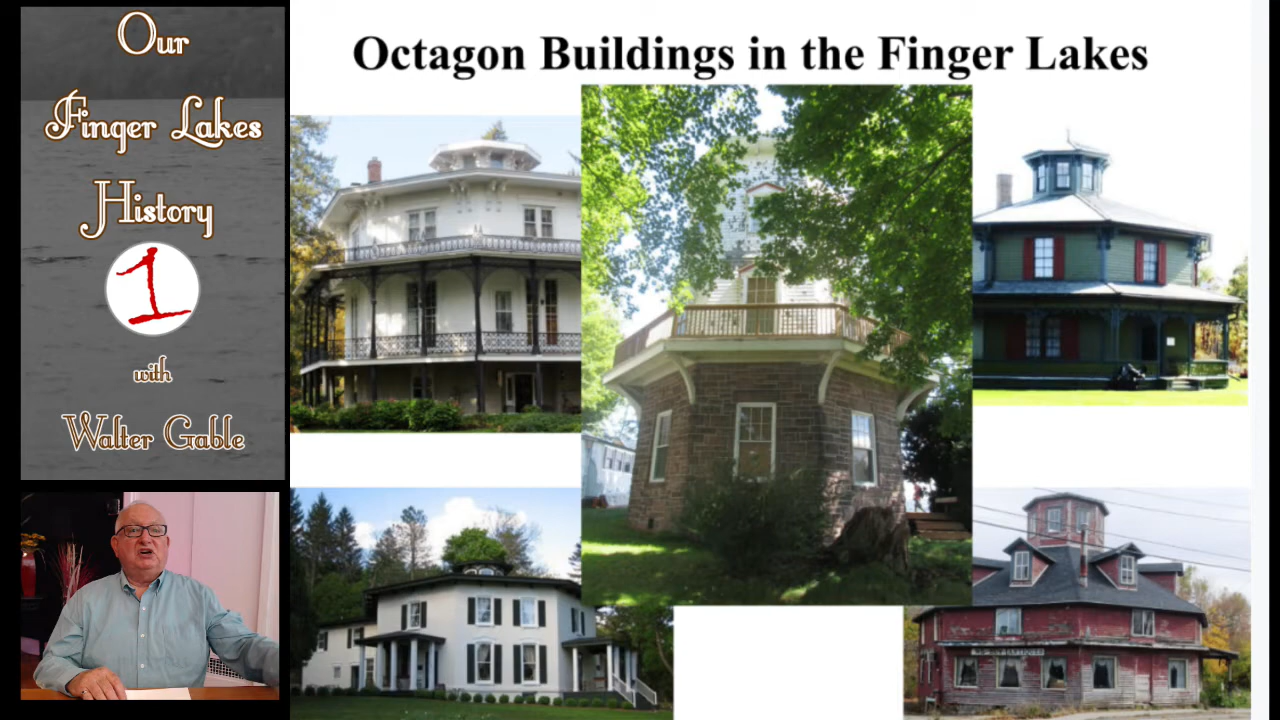 Our
Finger Lakes
History
1
with
Walter Gable
Octagon Buildings in the Finger Lakes